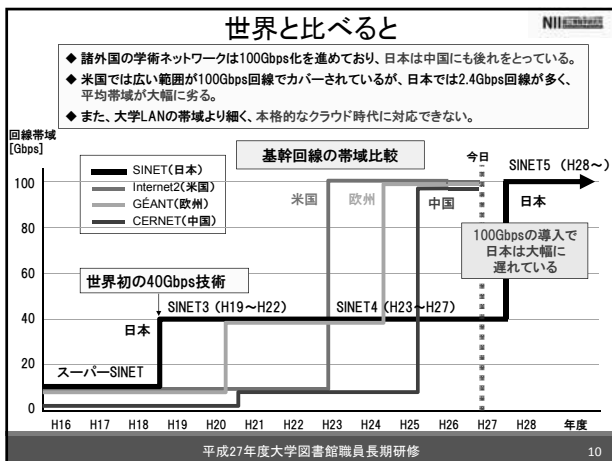 世界と比べると
NII
◆ 諸外国の学術ネットワークは100Gbps化を進めており、日本は中国にも後れをとっている。
◆ 米国では広い範囲が100Gbps回線でカバーされているが、日本では2.4Gbps回線が多く、
平均帯域が大幅に劣る。
◆ また、大学LANの帯域より細く、本格的なクラウド時代に対応できない。
回線帯域
[Gbps]
基幹回線の帯域比較
今日
SINET5 (H28～)
SINET(日本)
Internet2(米国)
GÉANT(欧州)
CERNET(中国)
米国
欧州
中国
日本
100Gbpsの導入で
日本は大幅に
遅れている
世界初の40Gbps技術
SINET3 (H19～H22)
SINET4 (H23～H27)
日本
スーパーSINET
100
80
60
40
20
0
H16 H17 H18 H19 H20 H21 H22 H23 H24 H25 H26 H27 H28 年度
平成27年度大学図書館職員長期研修
10